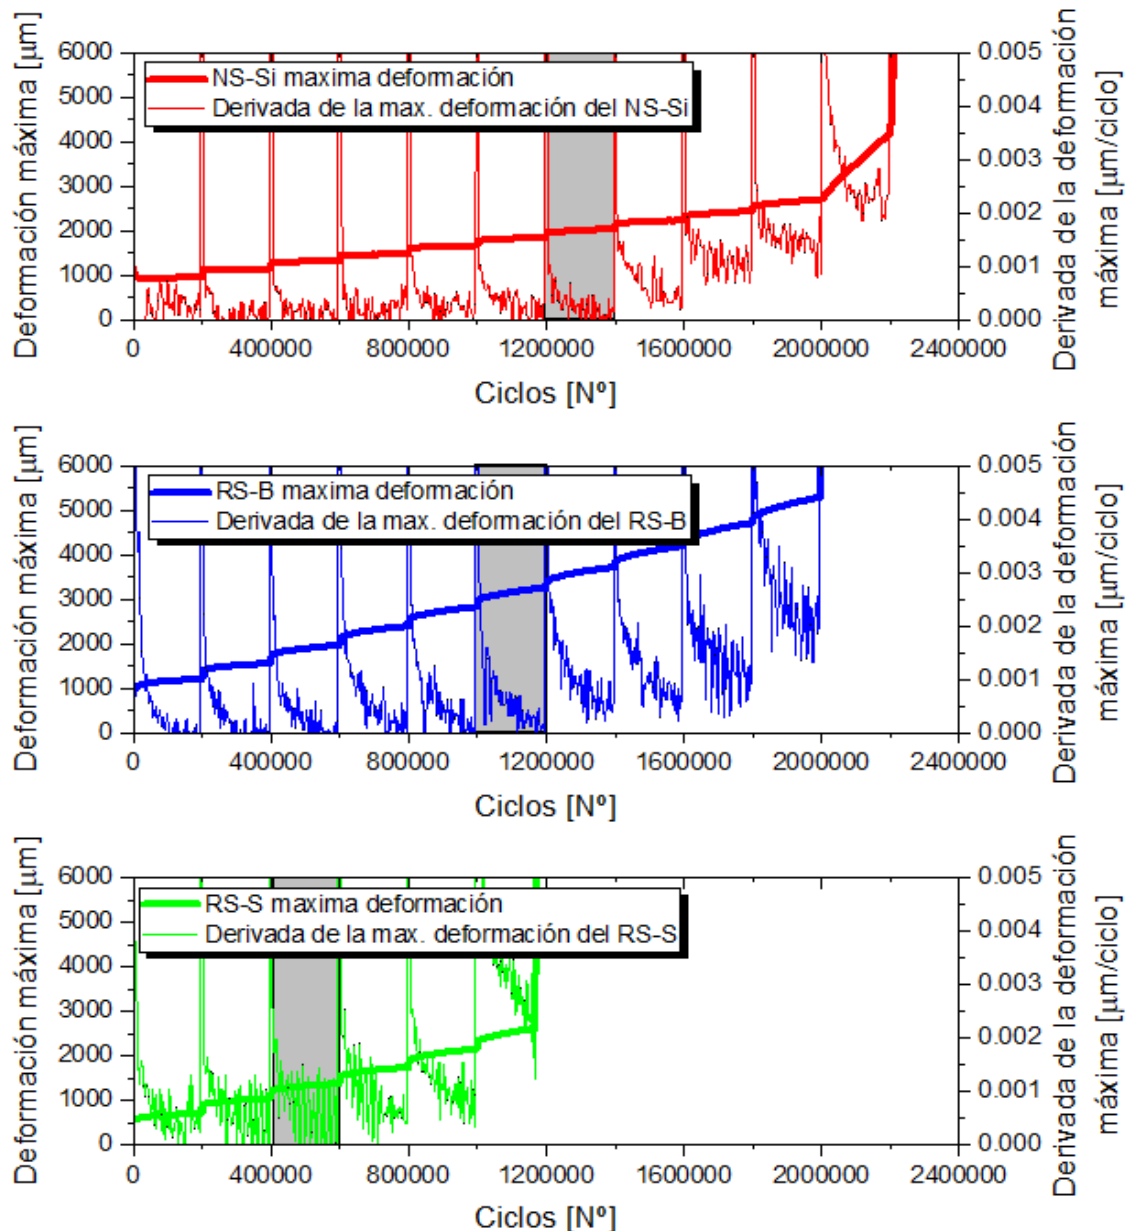 Deformación máxima [μm]
6000
5000
4000
3000
2000
1000
0
NS-Si maxima deformación
Derivada de la max. deformación del NS-Si
0.005
0.004
0.003
0.002
0.001
0.000
Derivada de la deformación
máxima [μm/ciclo]
0 400000 800000 1200000 1600000 2000000 2400000
Ciclos [Nº]
Deformación máxima [μm]
6000
5000
4000
3000
2000
1000
0
RS-B maxima deformación
Derivada de la max. deformación del RS-B
0.005
0.004
0.003
0.002
0.001
0.000
Derivada de la deformación
máxima [μm/ciclo]
0 400000 800000 1200000 1600000 2000000 2400000
Ciclos [Nº]
Deformación máxima [μm]
6000
5000
4000
3000
2000
1000
0
RS-S maxima deformación
Derivada de la max. deformación del RS-S
0.005
0.004
0.003
0.002
0.001
0.000
Derivada de la deformación
máxima [μm/ciclo]
0 400000 800000 1200000 1600000 2000000 2400000
Ciclos [Nº]